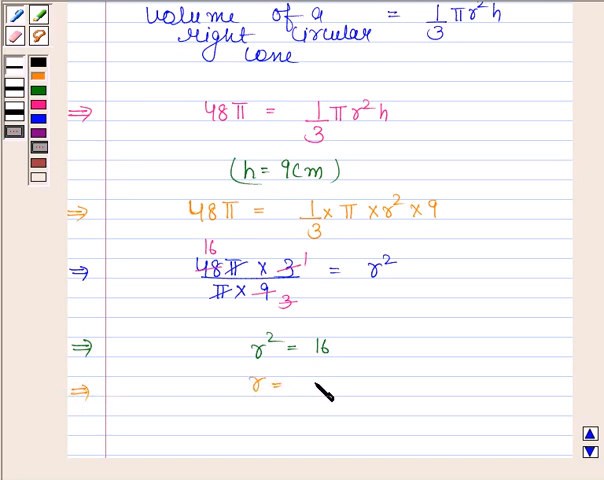 volume of a = 1/3 πr²h
right circular
cone
⇒ 48π = 1/3 πr²h
(h = 9cm)
⇒ 48π = 1/3 × π × r² × 9
16
⇒ 48π × 3 1 / π × 9 3 = r²
⇒ r² = 16
⇒ r =